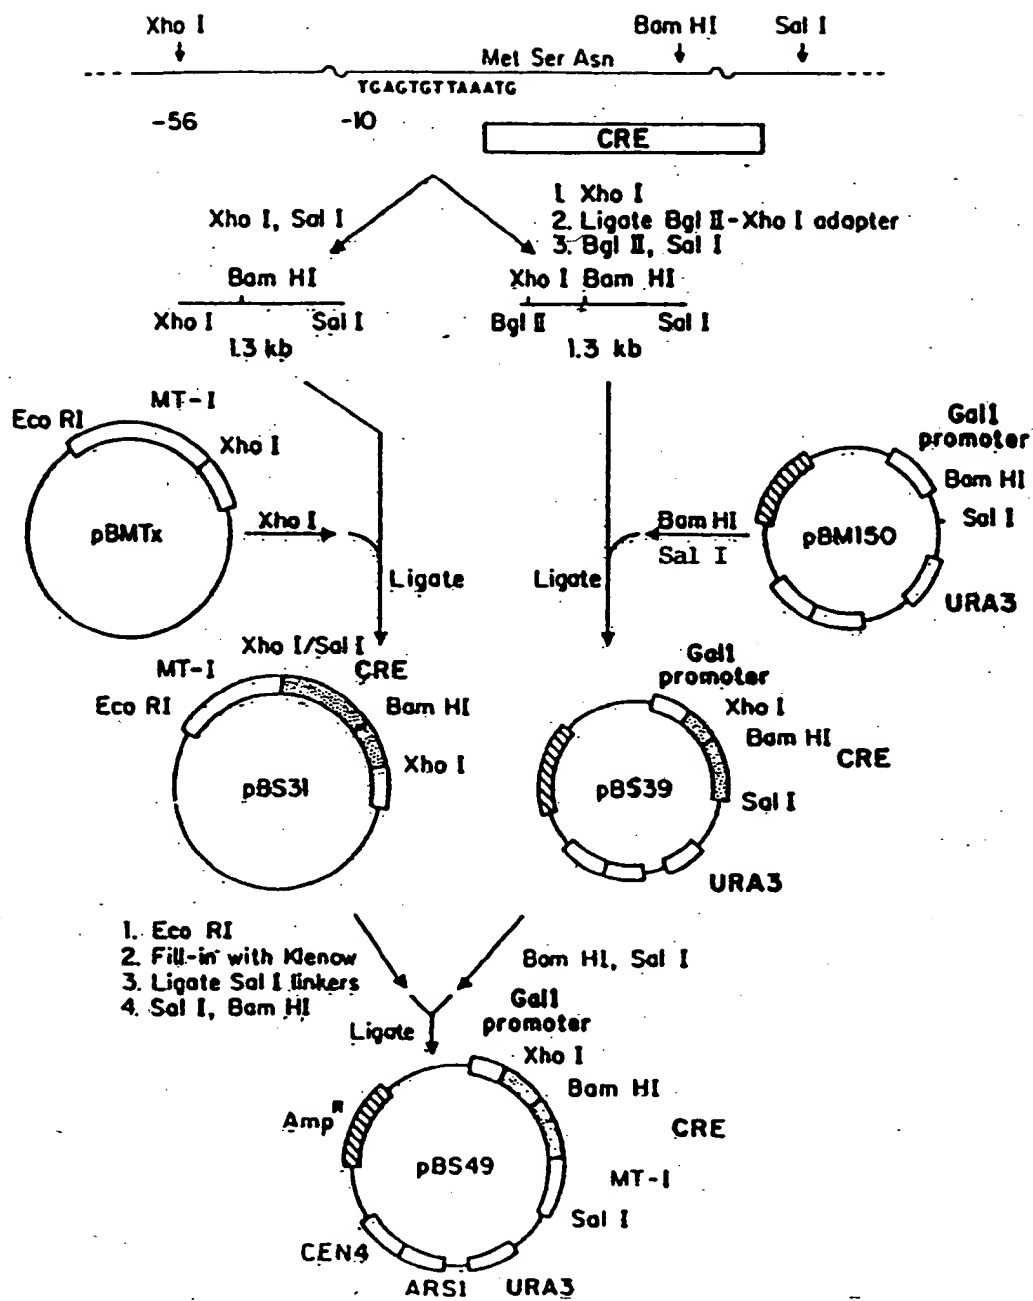 Xho I
Bam HI
Sal I
Met Ser Asn
TGAGTGTTAAATG
-56
-10
CRE
Xho I, Sal I
1. Xho I
2. Ligate Bgl II-Xho I adapter
3. Bgl II, Sal I
Bam HI
Xho I
Sal I
1.3 kb
Xho I Bam HI
Bgl II
Sal I
1.3 kb
MT-I
Eco RI
Xho I
pBMTx
Xho I
Ligate
Gal1
promoter
Bam HI
Sal I
pBM150
URA3
Bam HI
Sal I
Ligate
Xho I/Sal I
MT-I
CRE
Eco RI
Bam HI
Xho I
pBS31
Gal1
promoter
Xho I
Bam HI
CRE
pBS39
Sal I
URA3
1. Eco RI
2. Fill-in with Klenow
3. Ligate Sal I linkers
4. Sal I, Bam HI
Bam HI, Sal I
Ligate
Gal1
promoter
Xho I
Bam HI
Amp R
CRE
pBS49
MT-I
Sal I
CEN4
ARS1
URA3